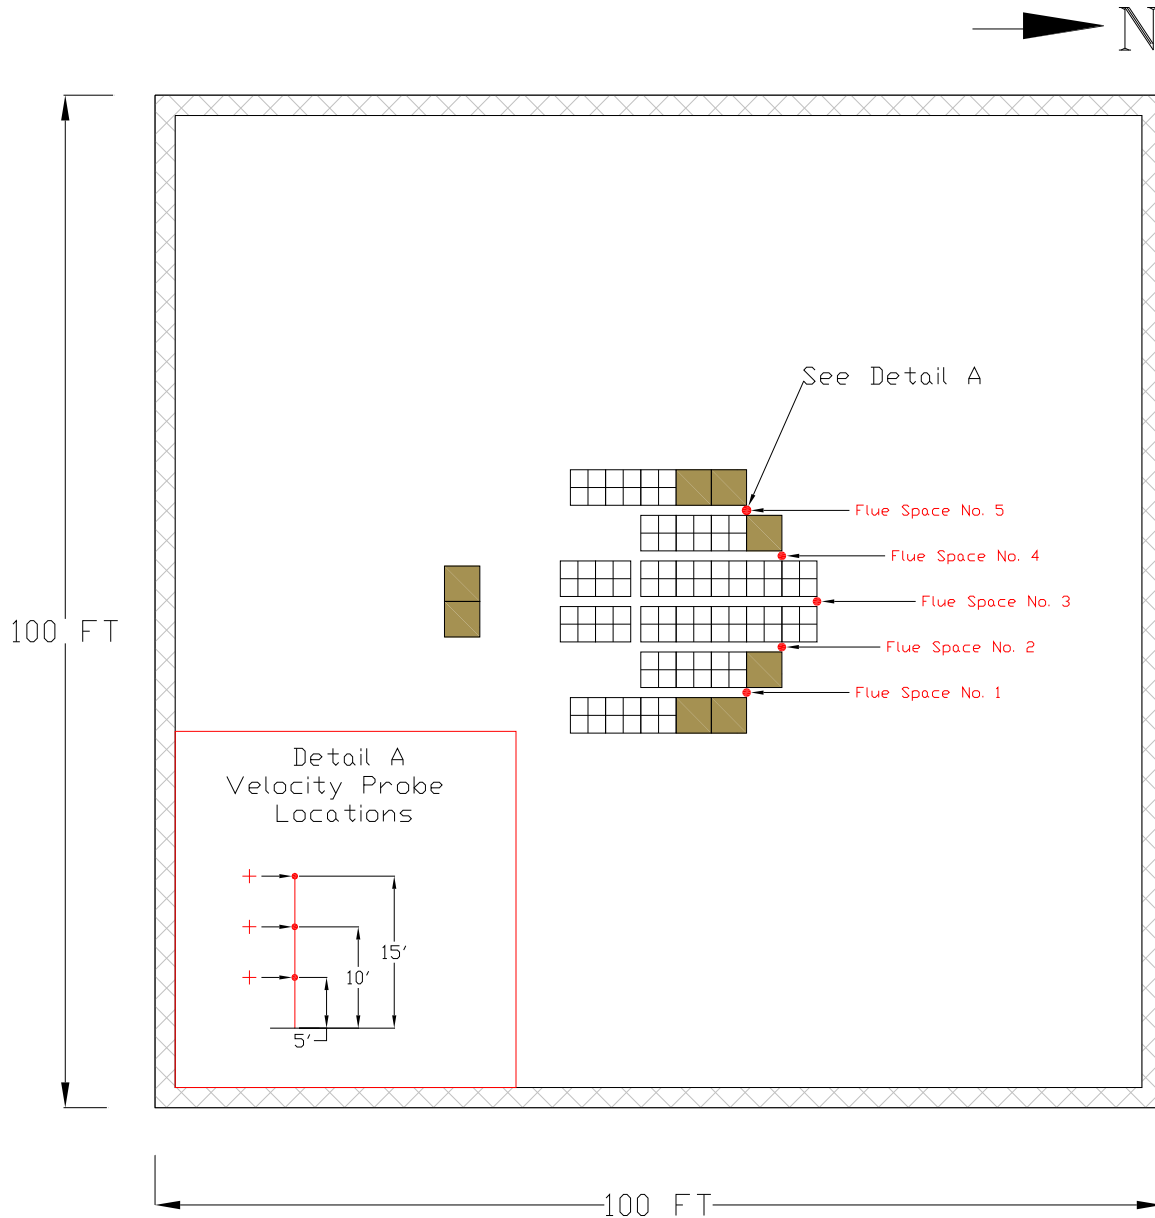 N
See Detail A
Flue Space No. 5
Flue Space No. 4
Flue Space No. 3
100 FT
Flue Space No. 2
Flue Space No. 1
Detail A
Velocity Probe
Locations
15'
10'
5'
100 FT